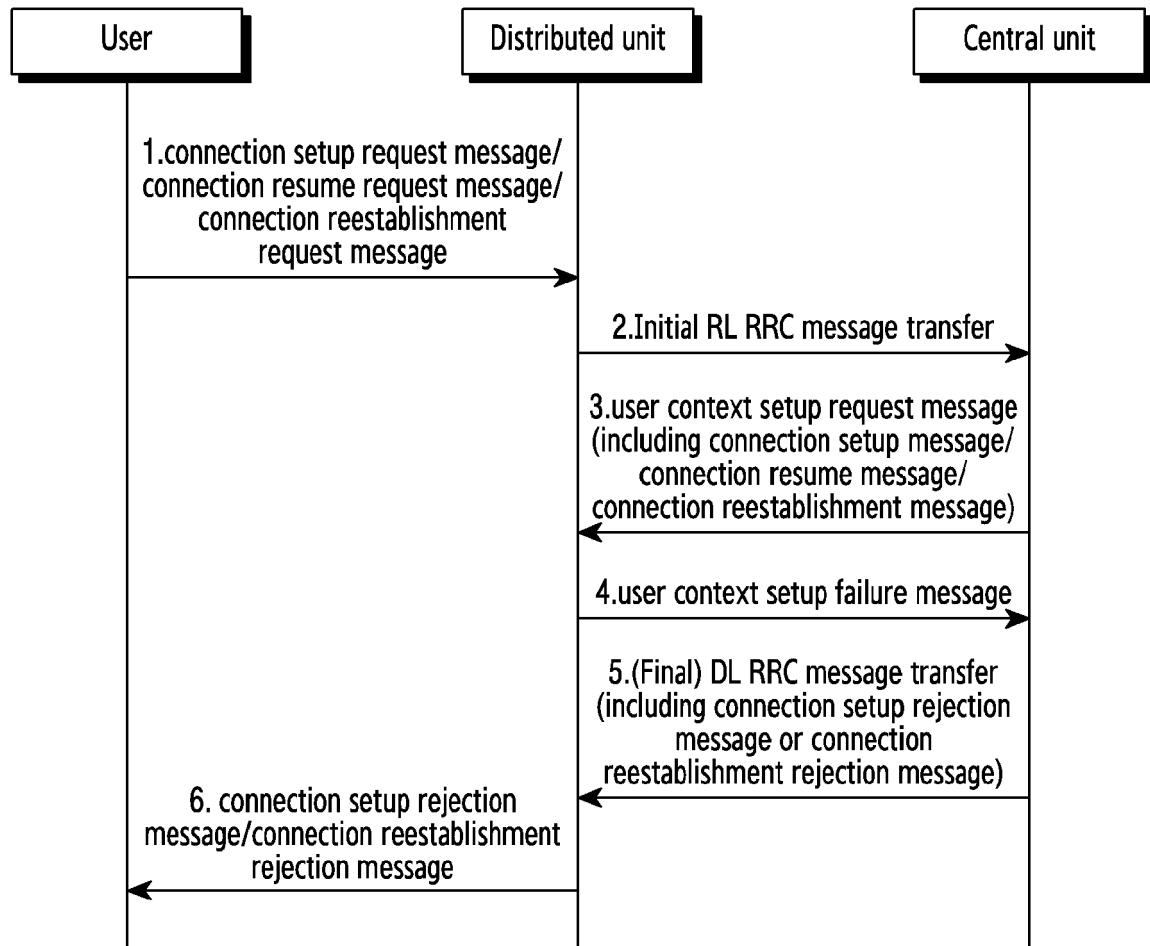 User
Distributed unit
Central unit
1.connection setup request message/
connection resume request message/
connection reestablishment
request message
2.Initial RL RRC message transfer
3.user context setup request message
(including connection setup message/
connection resume message/
connection reestablishment message)
4.user context setup failure message
5.(Final) DL RRC message transfer
(including connection setup rejection
message or connection
reestablishment rejection message)
6. connection setup rejection
message/connection reestablishment
rejection message